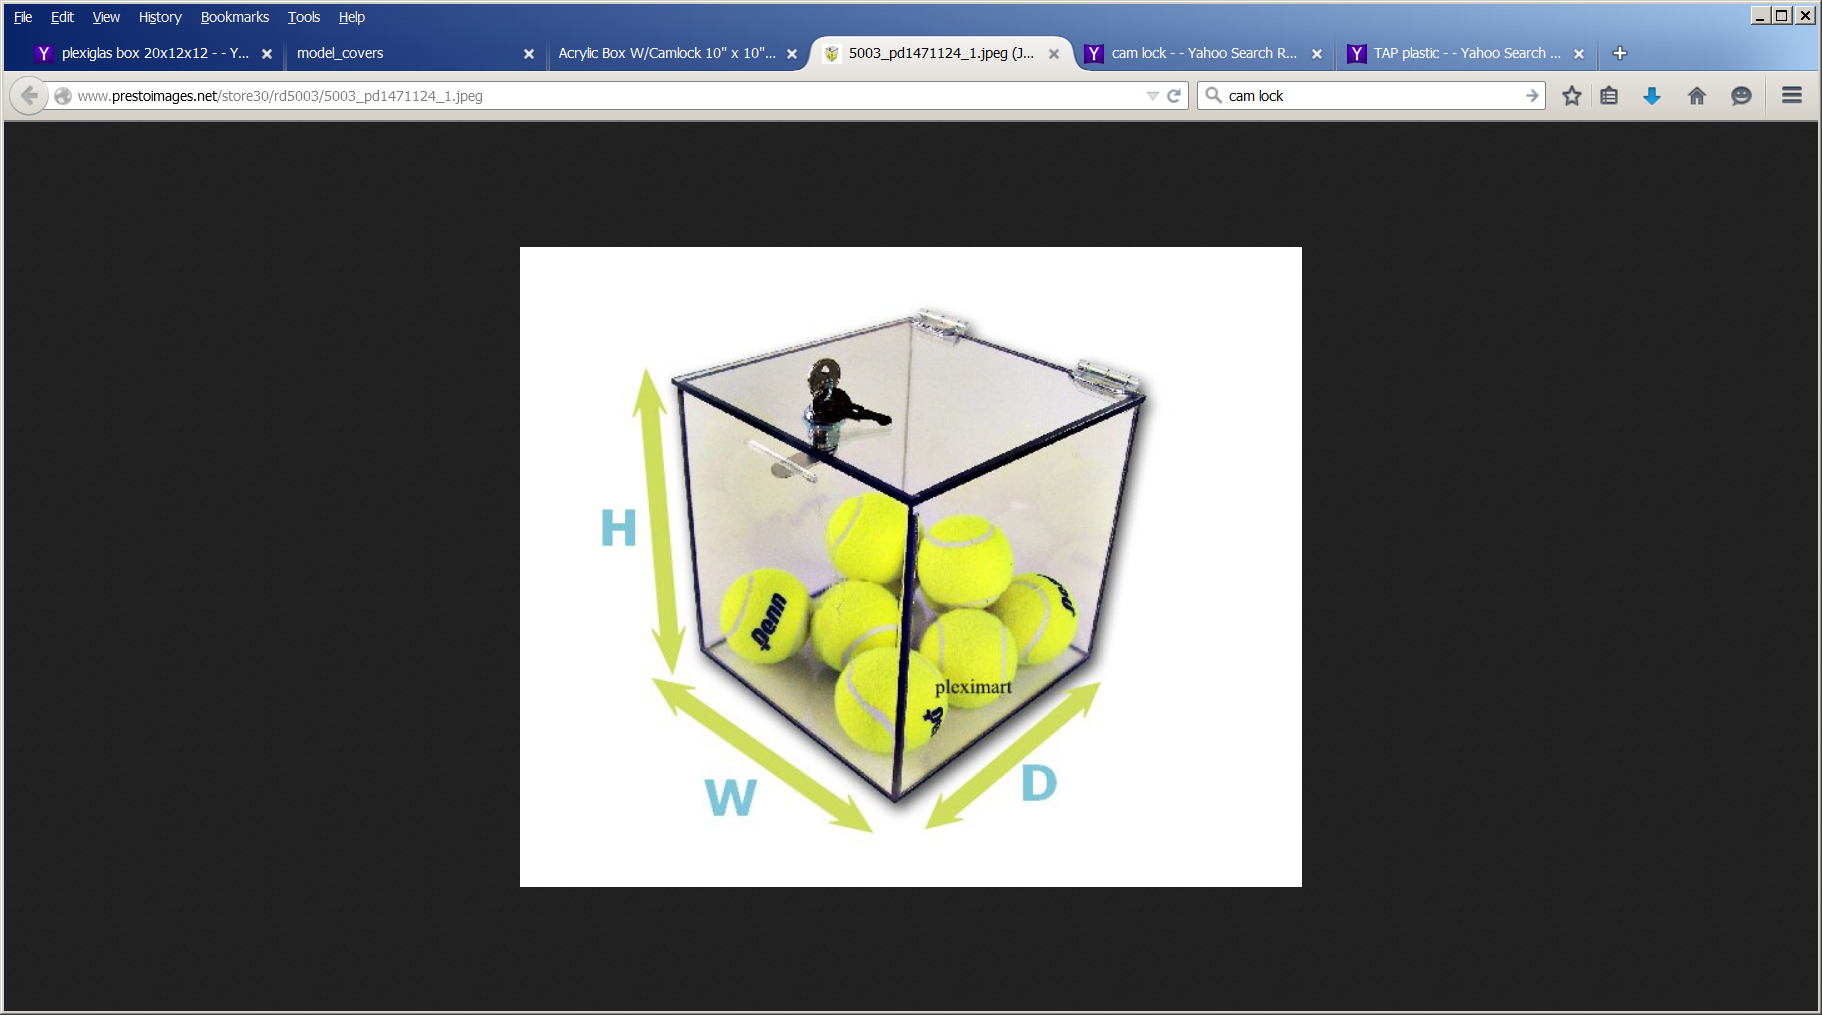 File Edit View History Bookmarks Tools Help
plexiglas box 20x12x12 - - Y... model_covers Acrylic Box W/Camlock 10" x 10"... 5003_pd1471124_1.jpeg (J... cam lock - - Yahoo Search R... TAP plastic - - Yahoo Search ...
www.prestoimages.net/store30/rd5003/5003_pd1471124_1.jpeg cam lock
H
Penn
pleximart
W
D